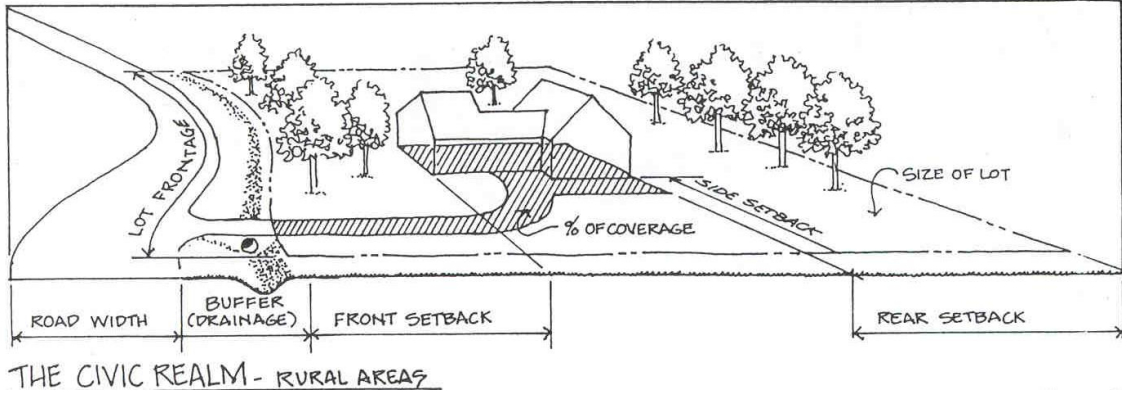 LOT FRONTAGE
SIZE OF LOT
SIDE SETBACK
% OF COVERAGE
ROAD WIDTH
BUFFER
(DRAINAGE)
FRONT SETBACK
REAR SETBACK
THE CIVIC REALM - RURAL AREAS